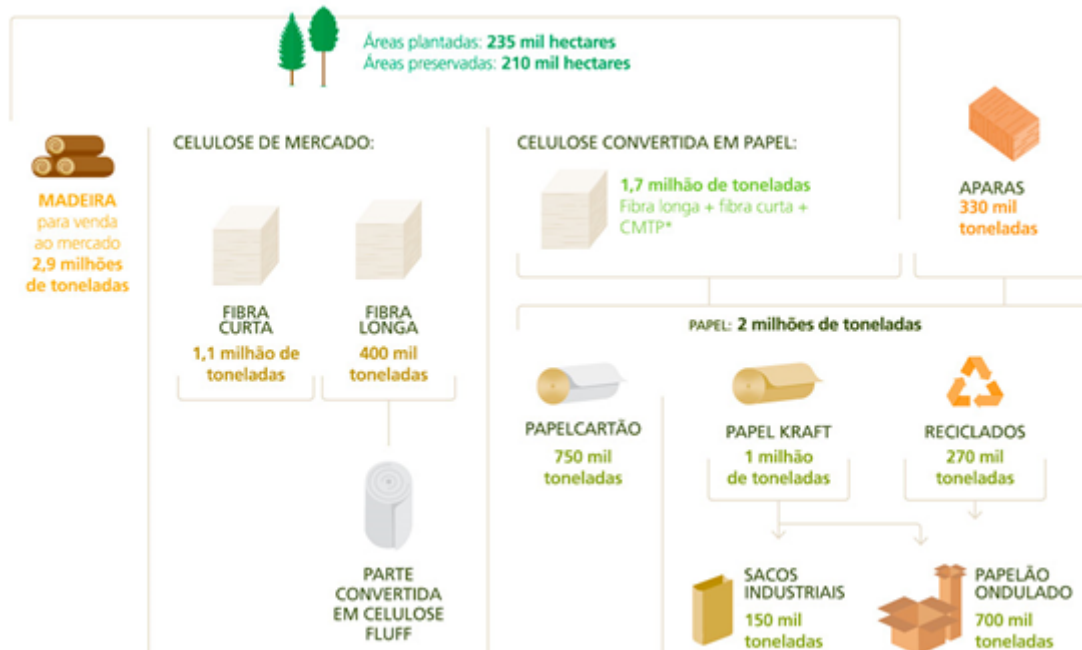 Áreas plantadas: 235 mil hectares
Áreas preservadas: 210 mil hectares
MADEIRA
para venda
ao mercado
2,9 milhões
de toneladas
CELULOSE DE MERCADO:
FIBRA
CURTA
1,1 milhão de
toneladas
FIBRA
LONGA
400 mil
toneladas
PARTE
CONVERTIDA
EM CELULOSE
FLUFF
CELULOSE CONVERTIDA EM PAPEL:
1,7 milhão de toneladas
Fibra longa + fibra curta +
CMTP*
APARAS
330 mil
toneladas
PAPEL: 2 milhões de toneladas
PAPELCARTÃO
750 mil
toneladas
PAPEL KRAFT
1 milhão
de toneladas
RECICLADOS
270 mil
toneladas
SACOS
INDUSTRIAIS
150 mil
toneladas
PAPELÃO
ONDULADO
700 mil
toneladas